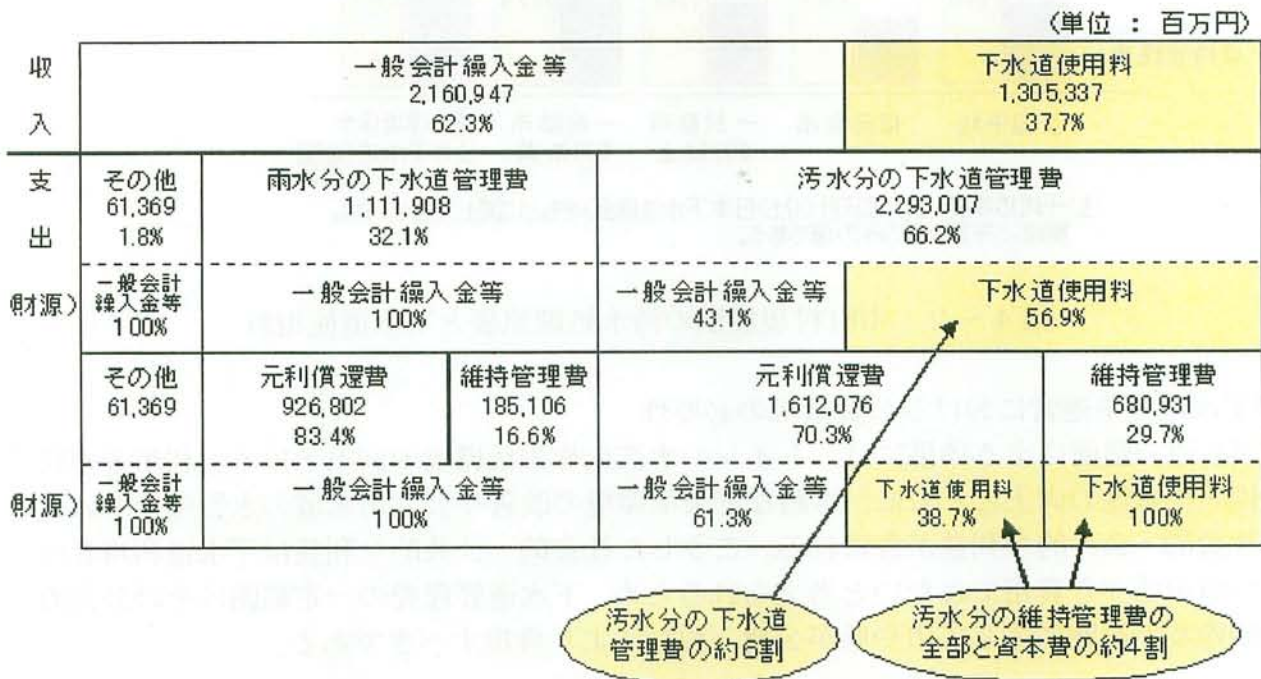 （単位 ： 百万円）
収入
一般会計繰入金等
2,160,947
62.3%
下水道使用料
1,305,337
37.7%
支出
その他
61,369
1.8%
雨水分の下水道管理費
1,111,908
32.1%
汚水分の下水道管理費
2,293,007
66.2%
（財源）
一般会計
繰入金等
100%
一般会計繰入金等
100%
一般会計繰入金等
43.1%
下水道使用料
56.9%
その他
61,369
元利償還費
926,802
83.4%
維持管理費
185,106
16.6%
元利償還費
1,612,076
70.3%
維持管理費
680,931
29.7%
（財源）
一般会計
繰入金等
100%
一般会計繰入金等
100%
一般会計繰入金等
61.3%
下水道使用料
38.7%
下水道使用料
100%
汚水分の下水道
管理費の約6割
汚水分の維持管理費の
全部と資本費の約4割